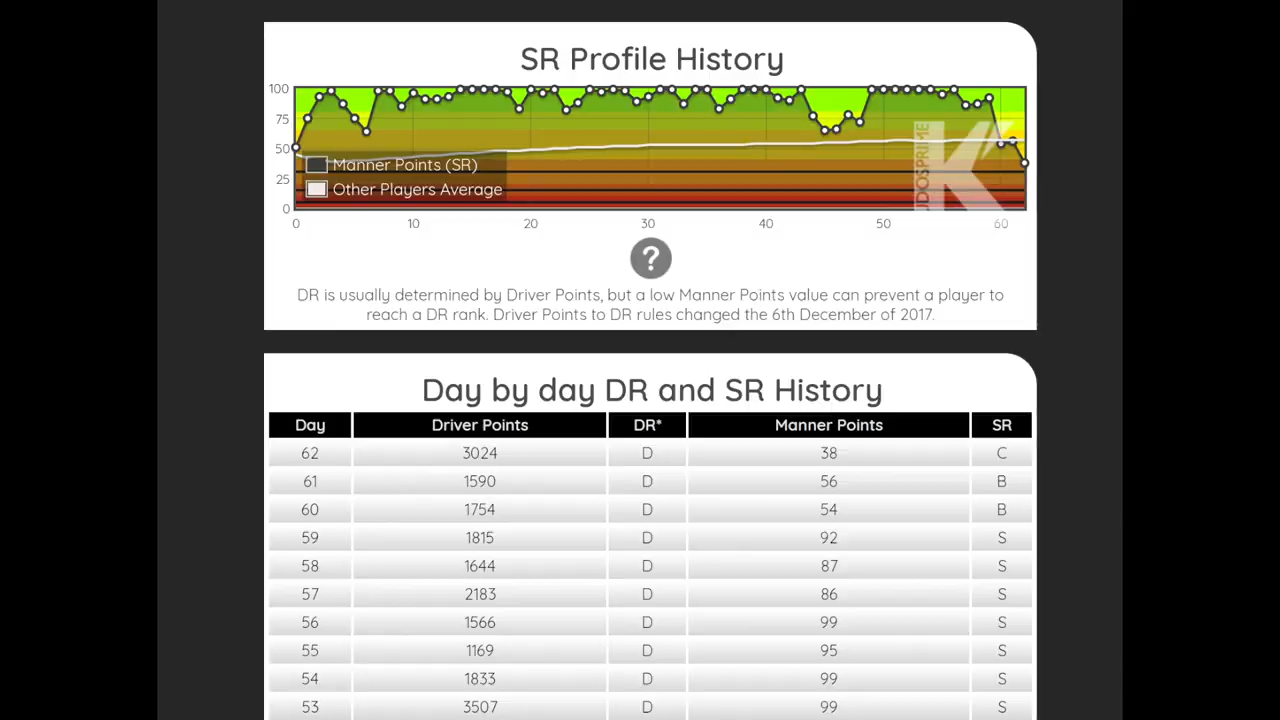 SR Profile History
100
75
50
25
0
Manner Points (SR)
Other Players Average
KUDOSPRIME
0 10 20 30 40 50 60
?
DR is usually determined by Driver Points, but a low Manner Points value can prevent a player to
reach a DR rank. Driver Points to DR rules changed the 6th December of 2017.
Day by day DR and SR History
Day Driver Points DR* Manner Points SR
62 3024 D 38 C
61 1590 D 56 B
60 1754 D 54 B
59 1815 D 92 S
58 1644 D 87 S
57 2183 D 86 S
56 1566 D 99 S
55 1169 D 95 S
54 1833 D 99 S
53 3507 D 99 S